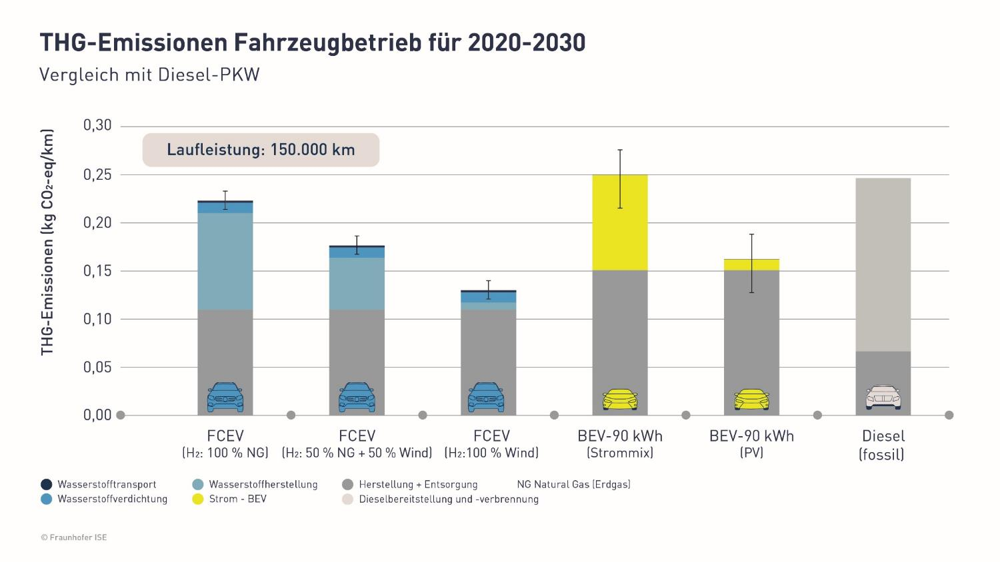 THG-Emissionen Fahrzeugbetrieb für 2020-2030
Vergleich mit Diesel-PKW
THG-Emissionen (kg CO₂-eq/km)
0,30
0,25
0,20
0,15
0,10
0,05
0,00
Laufleistung: 150.000 km
FCEV
(H₂: 100 % NG)
FCEV
(H₂: 50 % NG + 50 % Wind)
FCEV
(H₂:100 % Wind)
BEV-90 kWh
(Strommix)
BEV-90 kWh
(PV)
Diesel
(fossil)
Wasserstofftransport
Wasserstoffherstellung
Herstellung + Entsorgung
NG Natural Gas (Erdgas)
Wasserstoffverdichtung
Strom - BEV
Dieselbereitstellung und -verbrennung
© Fraunhofer ISE